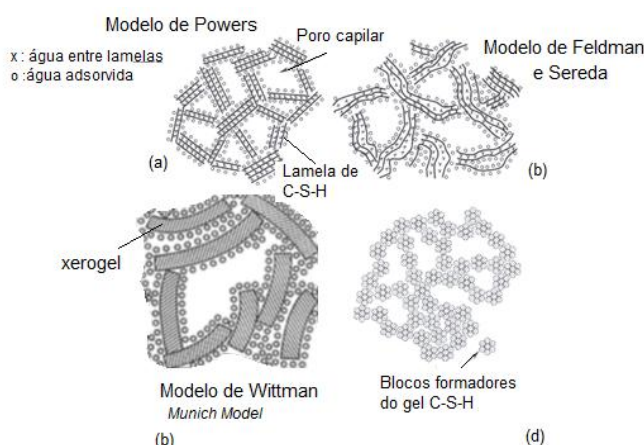 Modelo de Powers
x : água entre lamelas
o :água adsorvida
Poro capilar
Modelo de Feldman
e Sereda
(a)
Lamela de
C-S-H
(b)
xerogel
Modelo de Wittman
Munich Model
(b)
Blocos formadores
do gel C-S-H
(d)